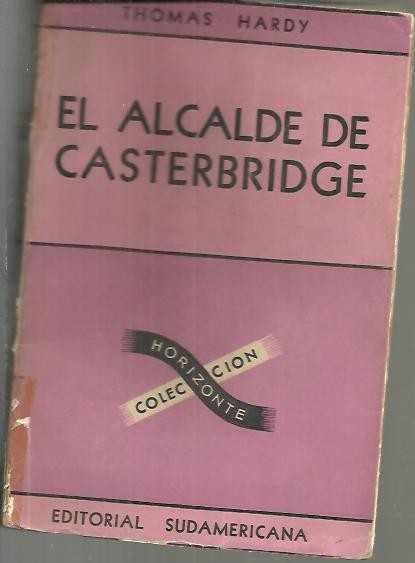 THOMAS HARDY
EL ALCALDE DE
CASTERBRIDGE
COLECCION
HORIZONTE
EDITORIAL SUDAMERICANA